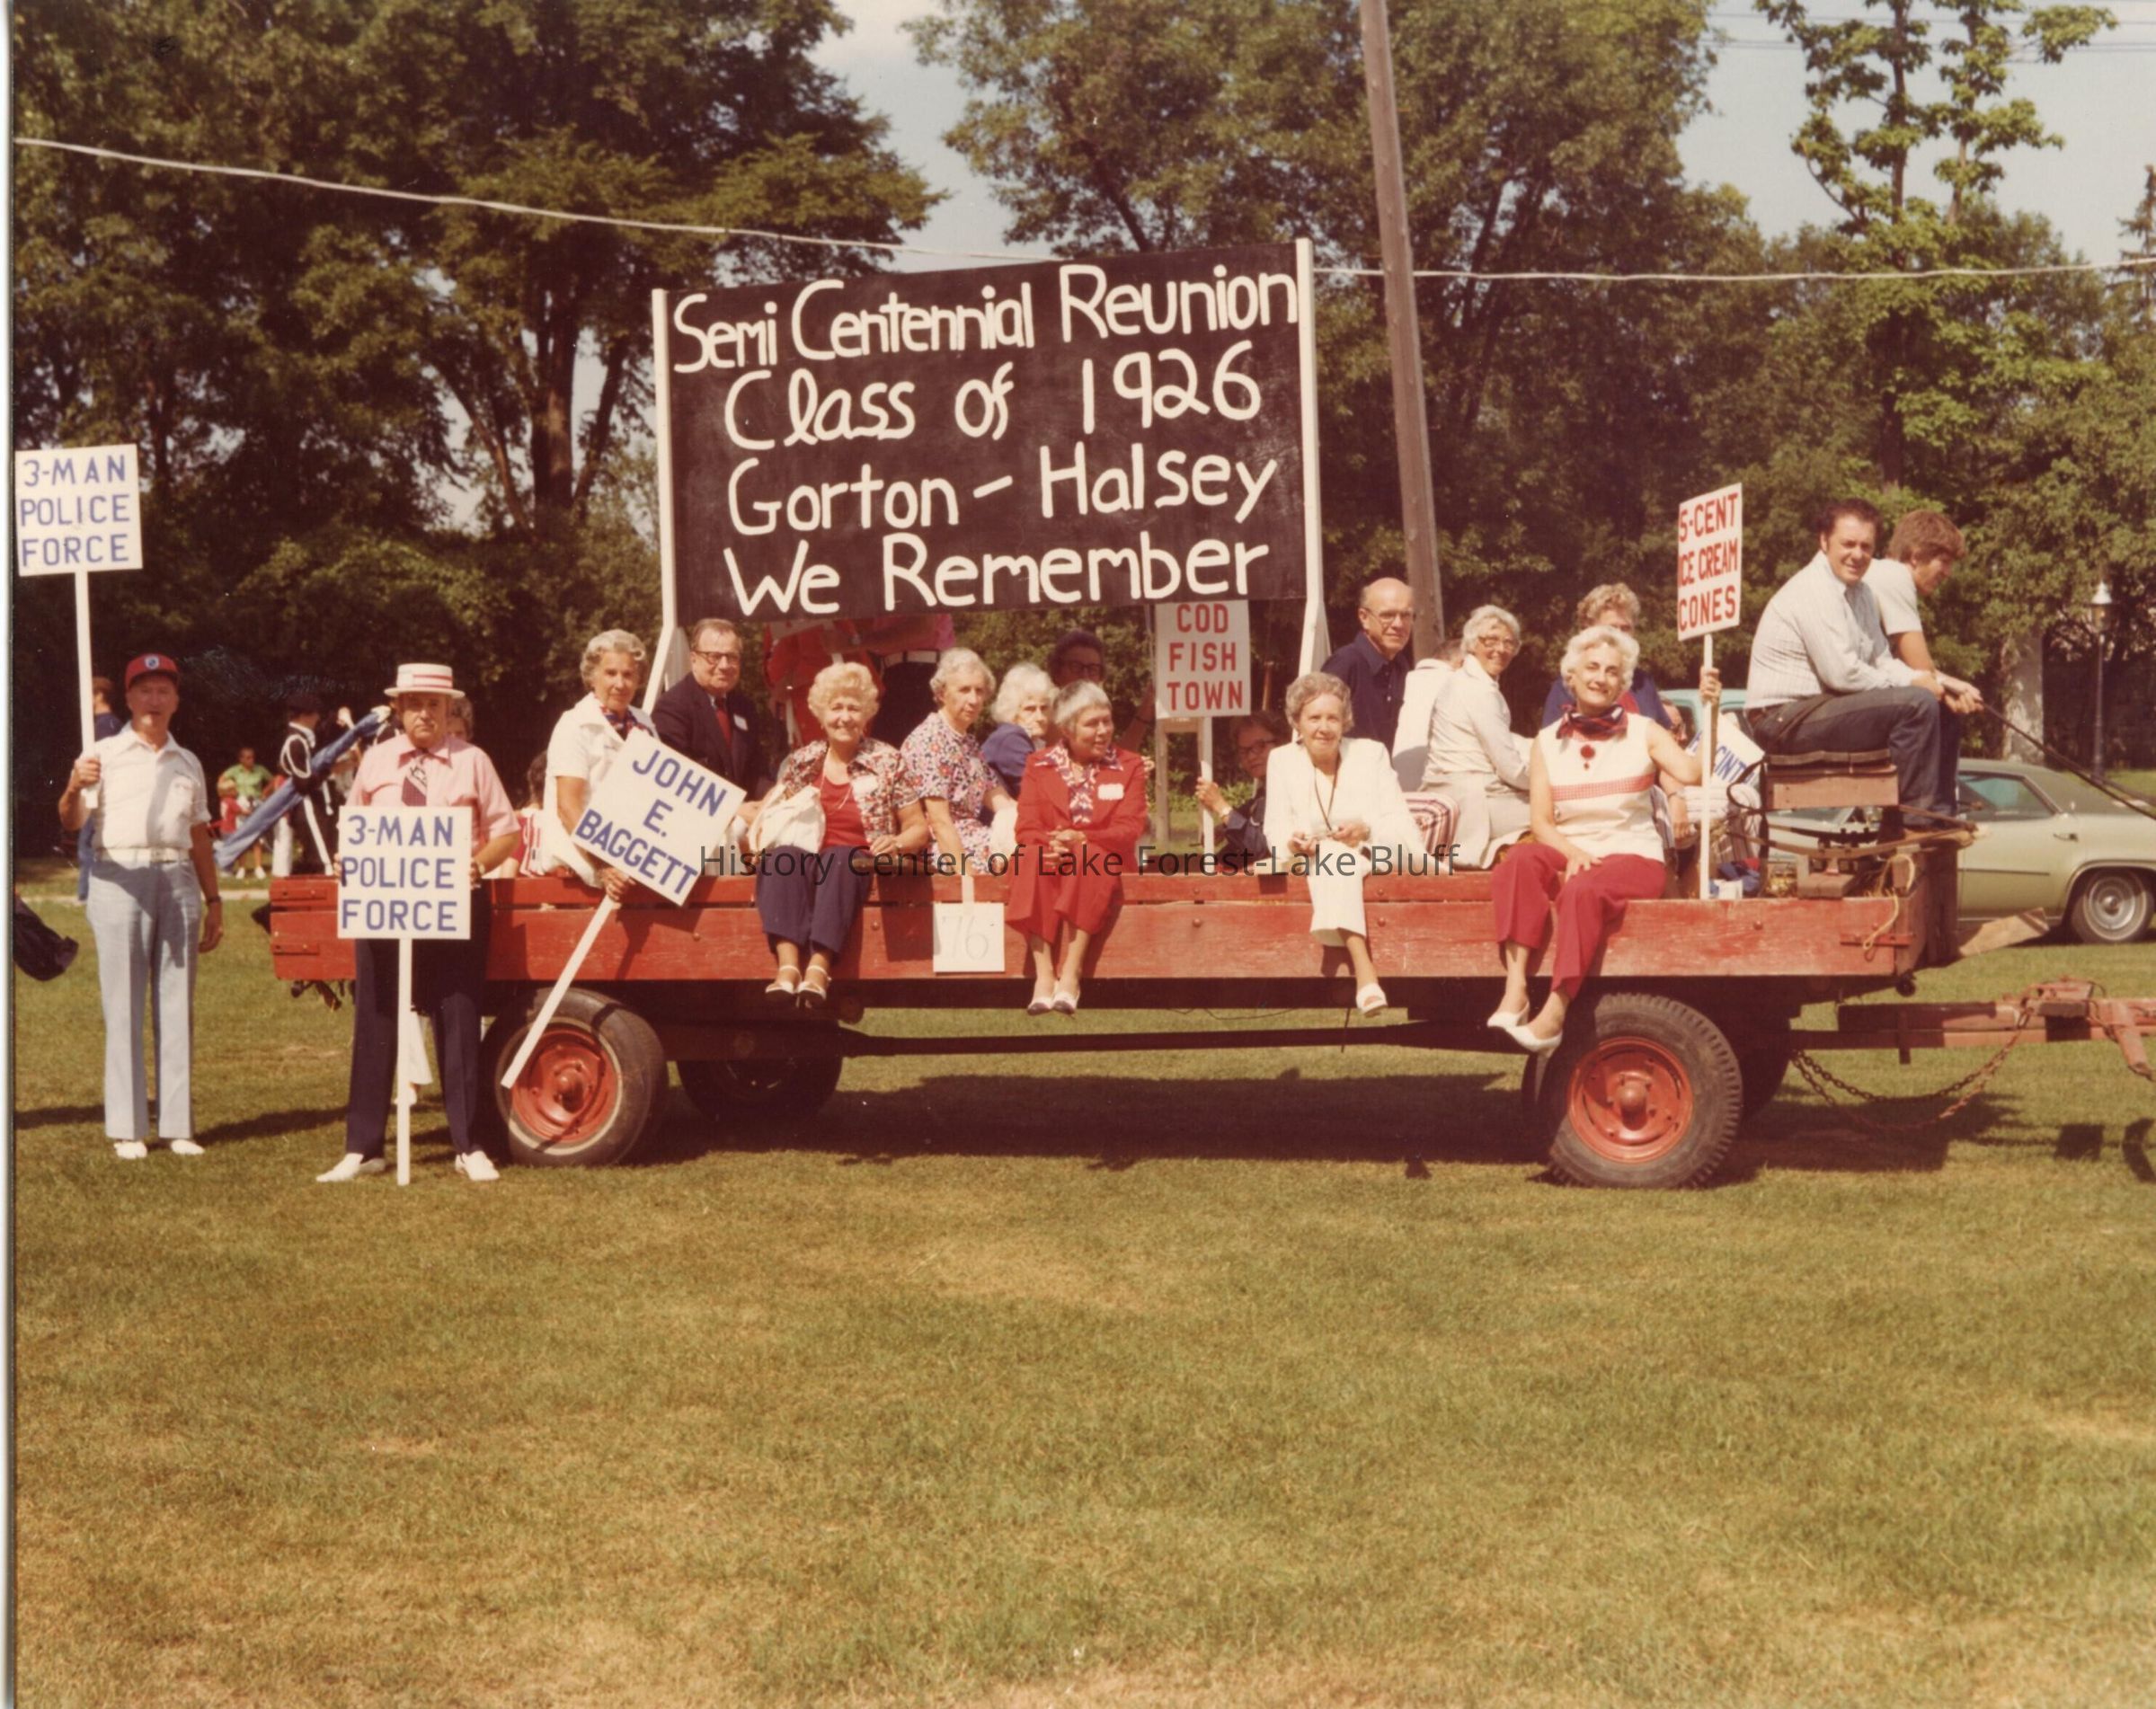 Semi Centennial Reunion
Class of 1926
Gorton - Halsey
We Remember
3-MAN
POLICE
FORCE
3-MAN
POLICE
FORCE
JOHN
E.
BAGGETT
COD
FISH
TOWN
5-CENT
ICE CREAM
CONES
76
History Center of Lake Forest-Lake Bluff